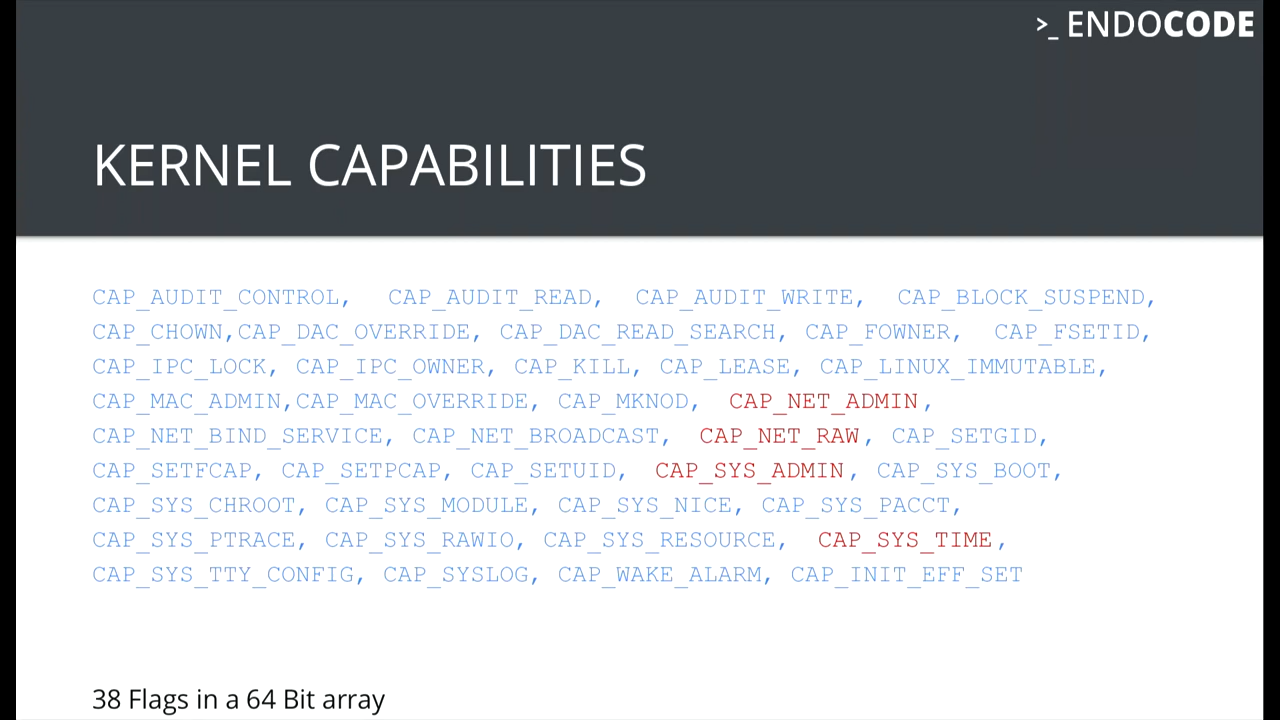 >_ ENDOCODE
KERNEL CAPABILITIES
CAP_AUDIT_CONTROL, CAP_AUDIT_READ, CAP_AUDIT_WRITE, CAP_BLOCK_SUSPEND,
CAP_CHOWN,CAP_DAC_OVERRIDE, CAP_DAC_READ_SEARCH, CAP_FOWNER, CAP_FSETID,
CAP_IPC_LOCK, CAP_IPC_OWNER, CAP_KILL, CAP_LEASE, CAP_LINUX_IMMUTABLE,
CAP_MAC_ADMIN,CAP_MAC_OVERRIDE, CAP_MKNOD, CAP_NET_ADMIN,
CAP_NET_BIND_SERVICE, CAP_NET_BROADCAST, CAP_NET_RAW, CAP_SETGID,
CAP_SETFCAP, CAP_SETPCAP, CAP_SETUID, CAP_SYS_ADMIN, CAP_SYS_BOOT,
CAP_SYS_CHROOT, CAP_SYS_MODULE, CAP_SYS_NICE, CAP_SYS_PACCT,
CAP_SYS_PTRACE, CAP_SYS_RAWIO, CAP_SYS_RESOURCE, CAP_SYS_TIME,
CAP_SYS_TTY_CONFIG, CAP_SYSLOG, CAP_WAKE_ALARM, CAP_INIT_EFF_SET
38 Flags in a 64 Bit array